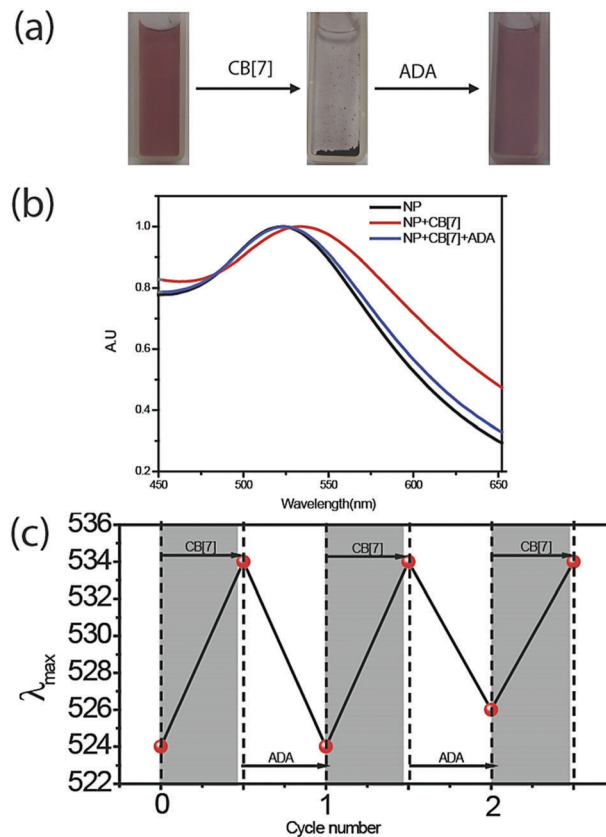 (a)
CB[7]
ADA
(b)
NP
NP+CB[7]
NP+CB[7]+ADA
1.0
0.8
0.6
0.4
0.2
A.U
450 500 550 600 650
Wavelength(nm)
(c)
536
534
532
530
528
526
524
522
λmax
CB[7] CB[7] CB[7]
ADA ADA
0 1 2
Cycle number